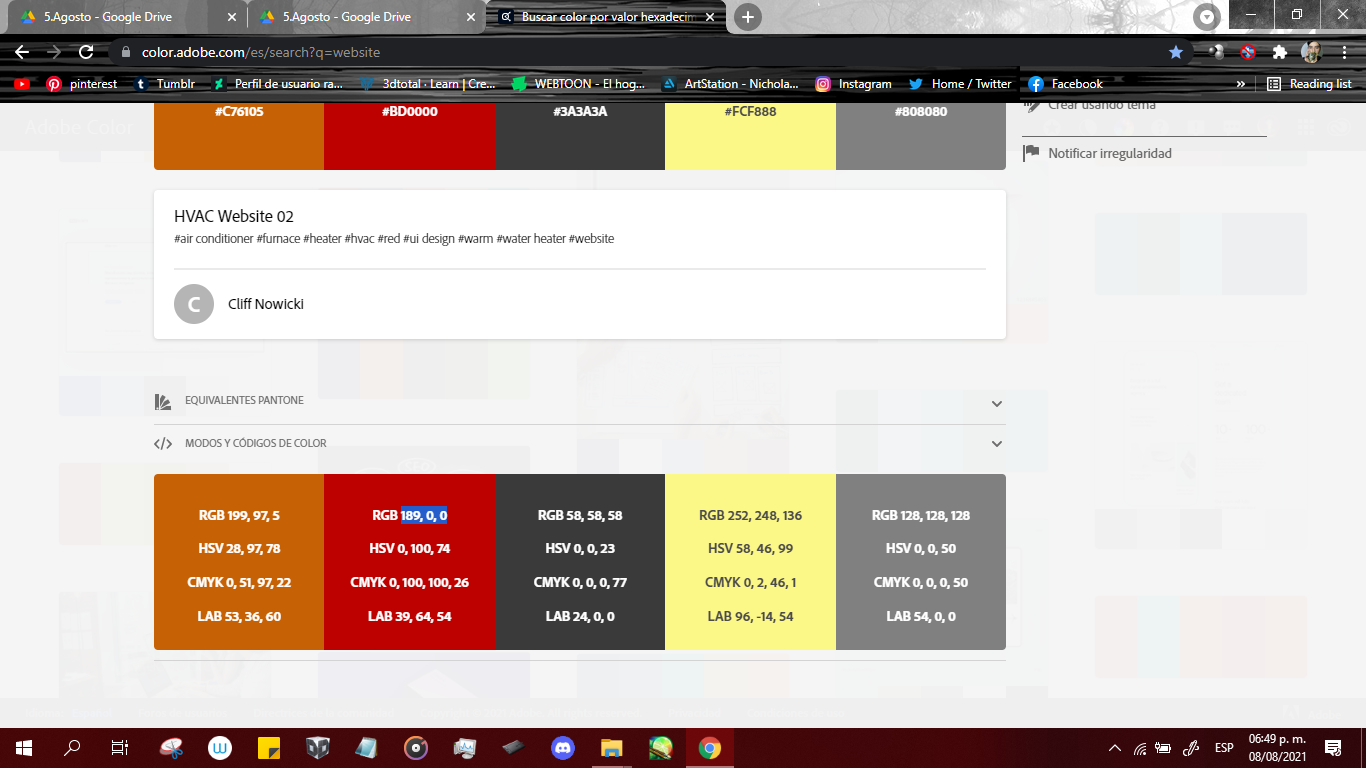 5.Agosto - Google Drive
5.Agosto - Google Drive
Buscar color por valor hexadecin
color.adobe.com/es/search?q=website
pinterest
Tumblr
Perfil de usuario ra...
3dtotal · Learn | Cre...
WEBTOON - El hog...
ArtStation - Nichola...
Instagram
Home / Twitter
Facebook
»
Reading list
Adobe Color
#C76105
#BD0000
#3A3A3A
#FCF888
#808080
Crear usando tema
Notificar irregularidad
HVAC Website 02
#air conditioner #furnace #heater #hvac #red #ui design #warm #water heater #website
C
Cliff Nowicki
EQUIVALENTES PANTONE
MODOS Y CÓDIGOS DE COLOR
RGB 199, 97, 5
RGB 189, 0, 0
RGB 58, 58, 58
RGB 252, 248, 136
RGB 128, 128, 128
HSV 28, 97, 78
HSV 0, 100, 74
HSV 0, 0, 23
HSV 58, 46, 99
HSV 0, 0, 50
CMYK 0, 51, 97, 22
CMYK 0, 100, 100, 26
CMYK 0, 0, 0, 77
CMYK 0, 2, 46, 1
CMYK 0, 0, 0, 50
LAB 53, 36, 60
LAB 39, 64, 54
LAB 24, 0, 0
LAB 96, -14, 54
LAB 54, 0, 0
ESP
06:49 p. m.
08/08/2021